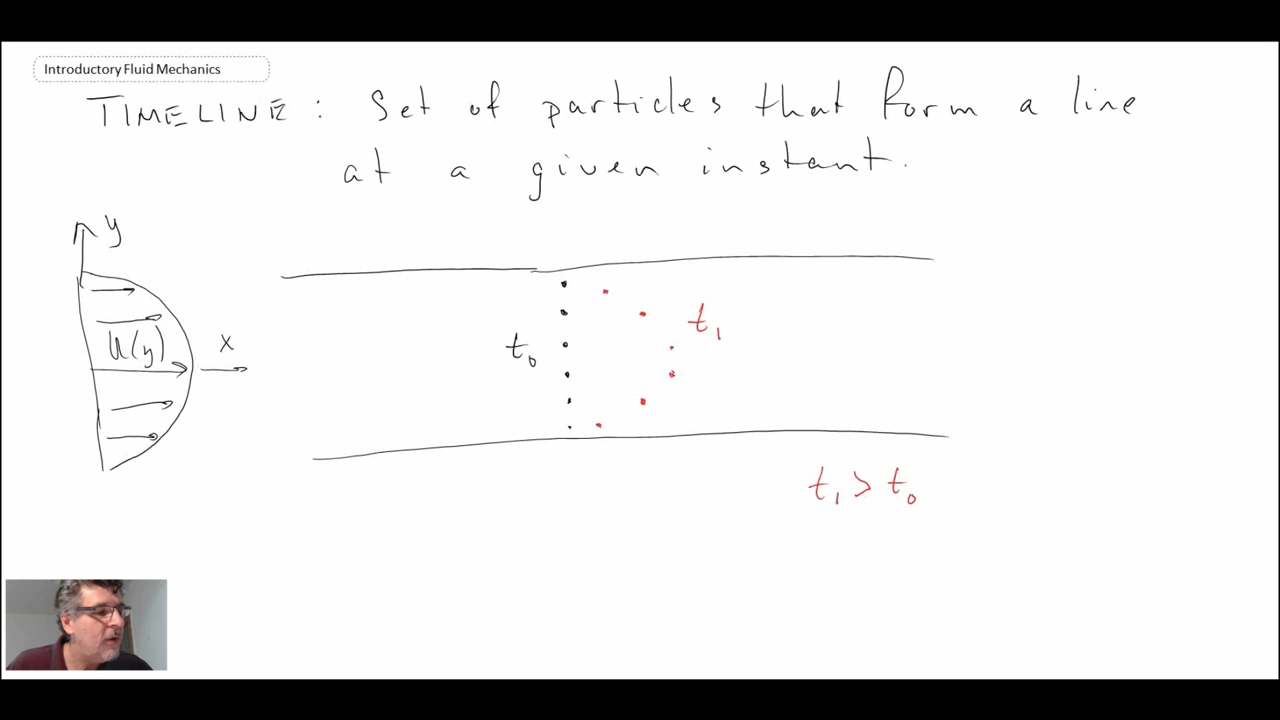 Introductory Fluid Mechanics
TIMELINE: Set of particles that form a line
at a given instant.
y
u(y)
x
t₀
t₁
t₁ > t₀